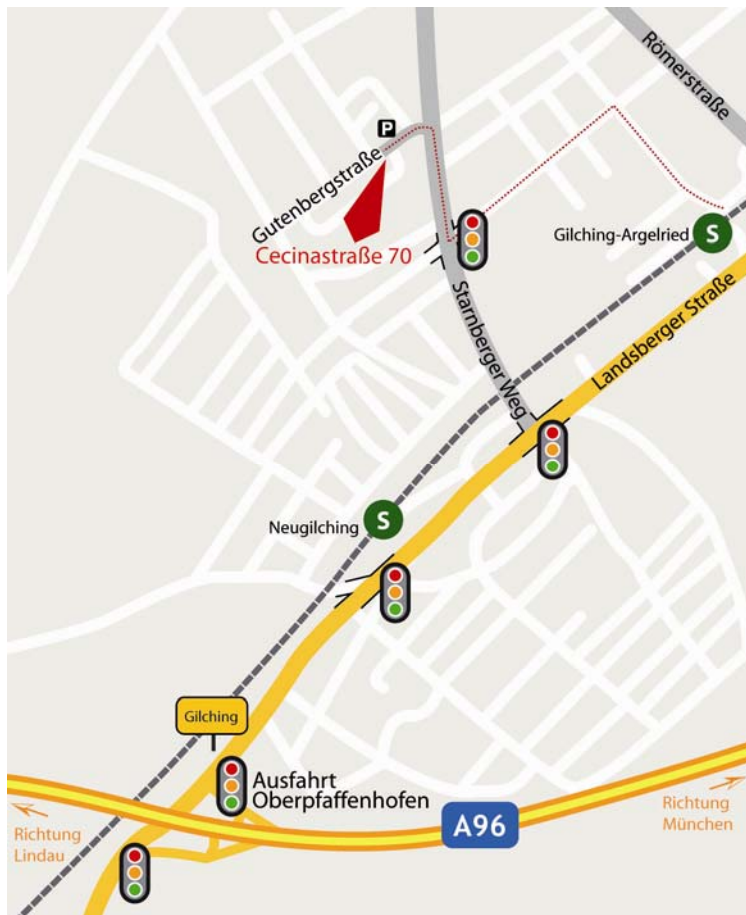 Römerstraße
P
Gutenbergstraße
Cecinastraße 70
Gilching-Argelried
S
Starnberger Weg
Landsberger Straße
Neugilching
S
Gilching
Ausfahrt
Oberpfaffenhofen
A96
Richtung
München
Richtung
Lindau